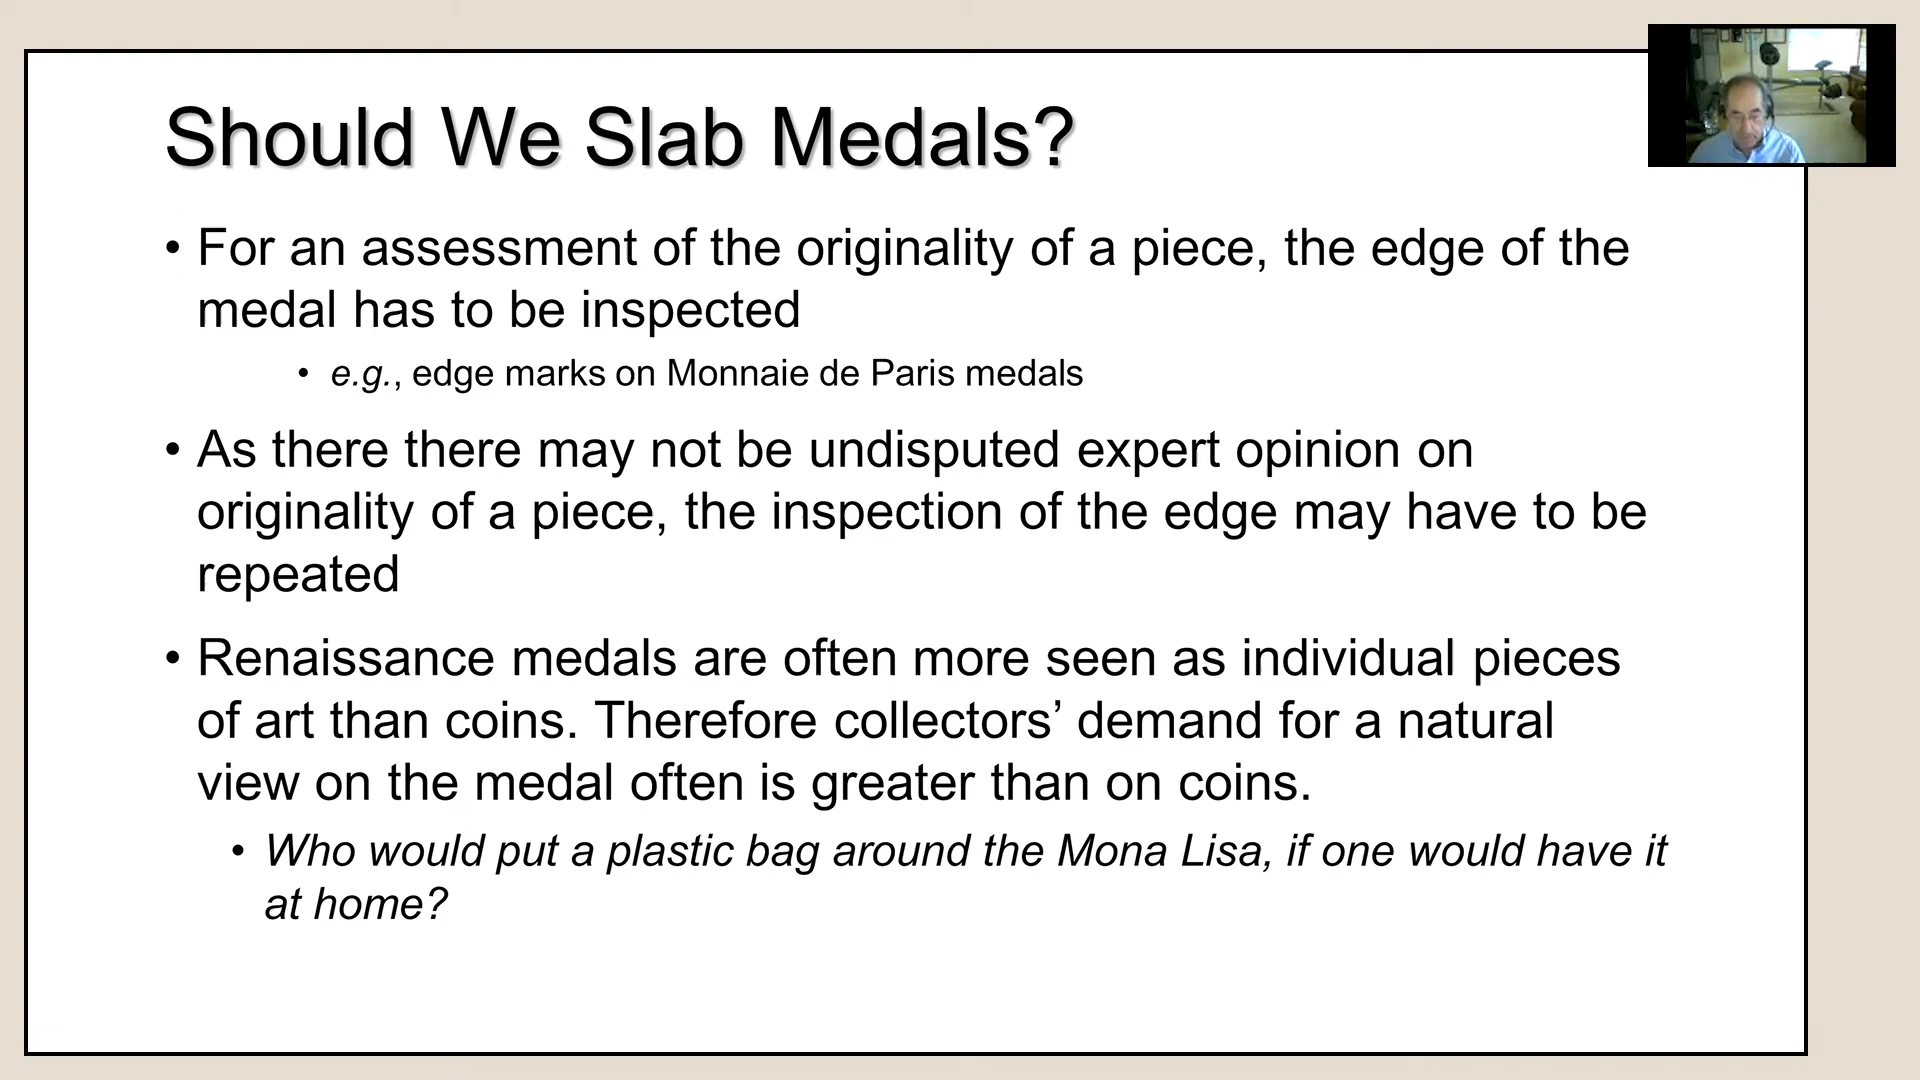 Should We Slab Medals?
• For an assessment of the originality of a piece, the edge of the
medal has to be inspected
• e.g., edge marks on Monnaie de Paris medals
• As there there may not be undisputed expert opinion on
originality of a piece, the inspection of the edge may have to be
repeated
• Renaissance medals are often more seen as individual pieces
of art than coins. Therefore collectors’ demand for a natural
view on the medal often is greater than on coins.
• Who would put a plastic bag around the Mona Lisa, if one would have it
at home?